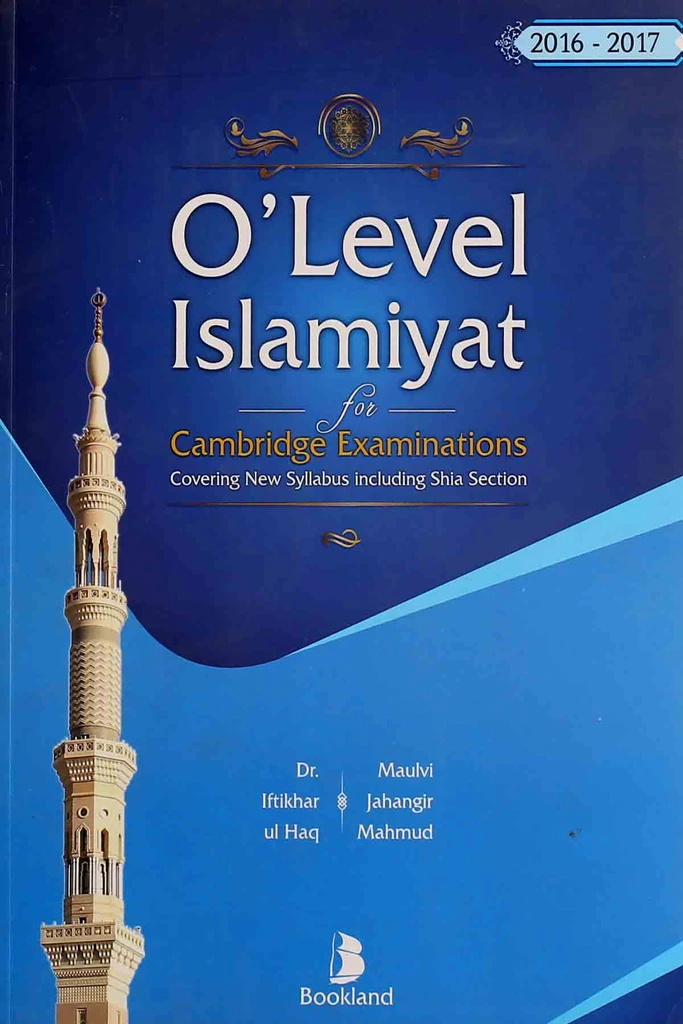 2016 - 2017
O'Level
Islamiyat
for
Cambridge Examinations
Covering New Syllabus including Shia Section
Dr.
Iftikhar
ul Haq
Maulvi
Jahangir
Mahmud
Bookland